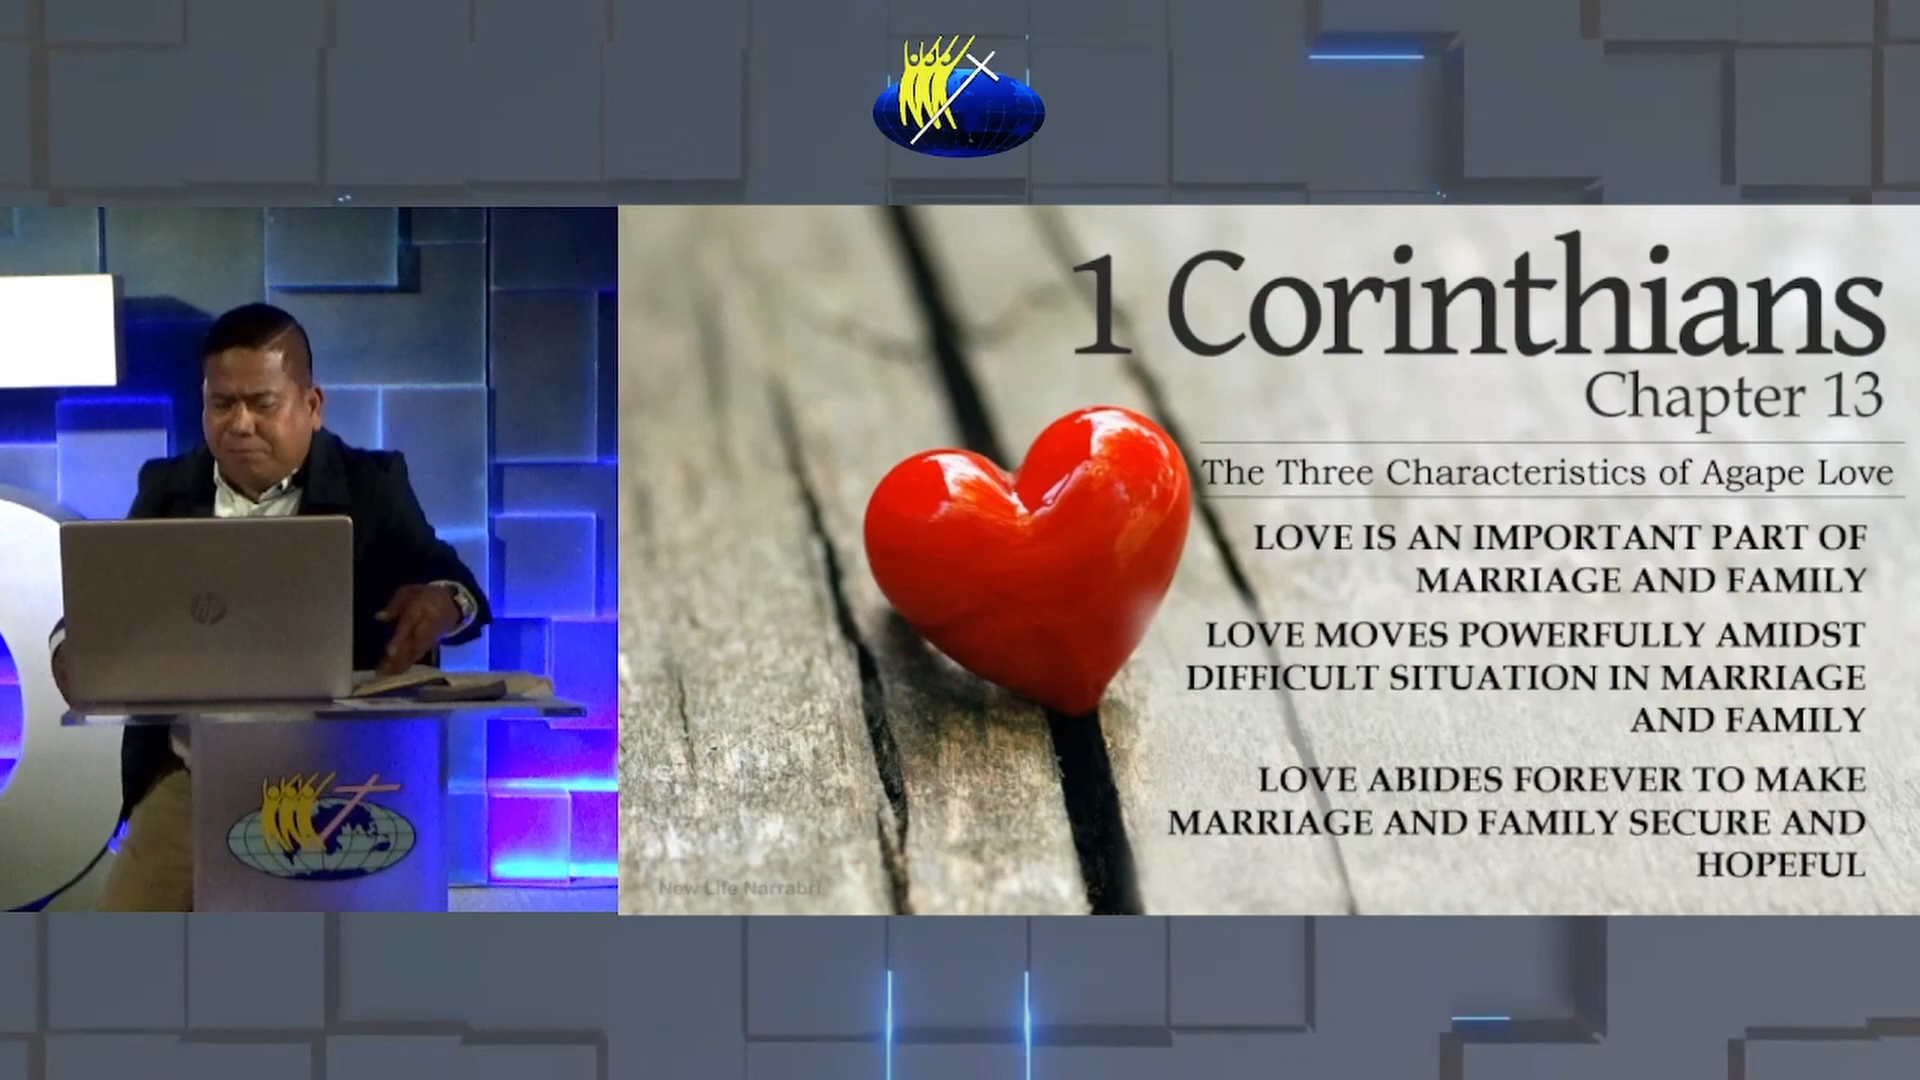 1 Corinthians
Chapter 13
The Three Characteristics of Agape Love
LOVE IS AN IMPORTANT PART OF
MARRIAGE AND FAMILY
LOVE MOVES POWERFULLY AMIDST
DIFFICULT SITUATION IN MARRIAGE
AND FAMILY
LOVE ABIDES FOREVER TO MAKE
MARRIAGE AND FAMILY SECURE AND
HOPEFUL
New Life Narrabri
hp